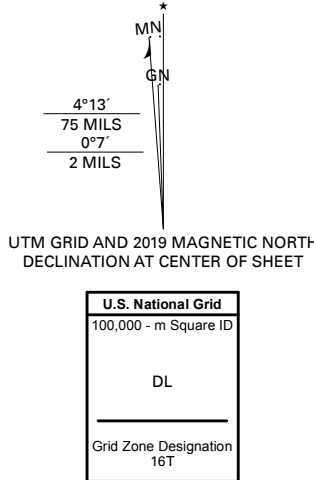 MN
GN
4°13´
75 MILS
0°7´
2 MILS
UTM GRID AND 2019 MAGNETIC NORTH
DECLINATION AT CENTER OF SHEET
U.S. National Grid
100,000 - m Square ID
DL
Grid Zone Designation
16T